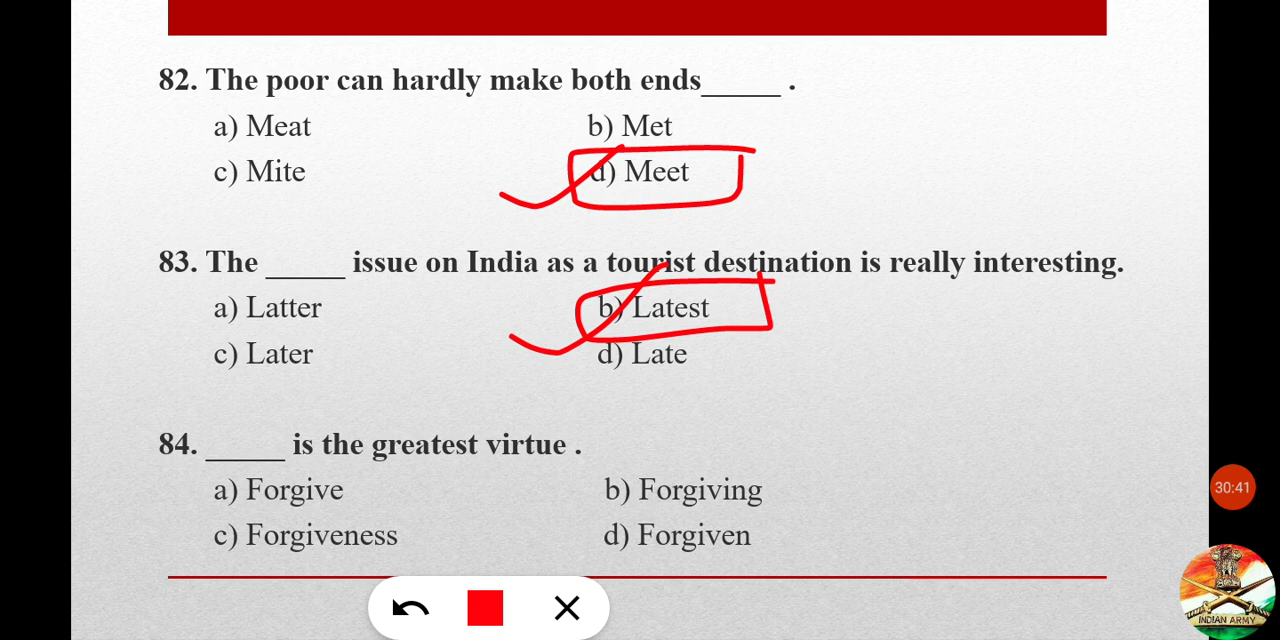 82. The poor can hardly make both ends_____ .
a) Meat b) Met
c) Mite d) Meet
83. The _____ issue on India as a tourist destination is really interesting.
a) Latter b) Latest
c) Later d) Late
84. _____ is the greatest virtue .
a) Forgive b) Forgiving
c) Forgiveness d) Forgiven
30:41
INDIAN ARMY